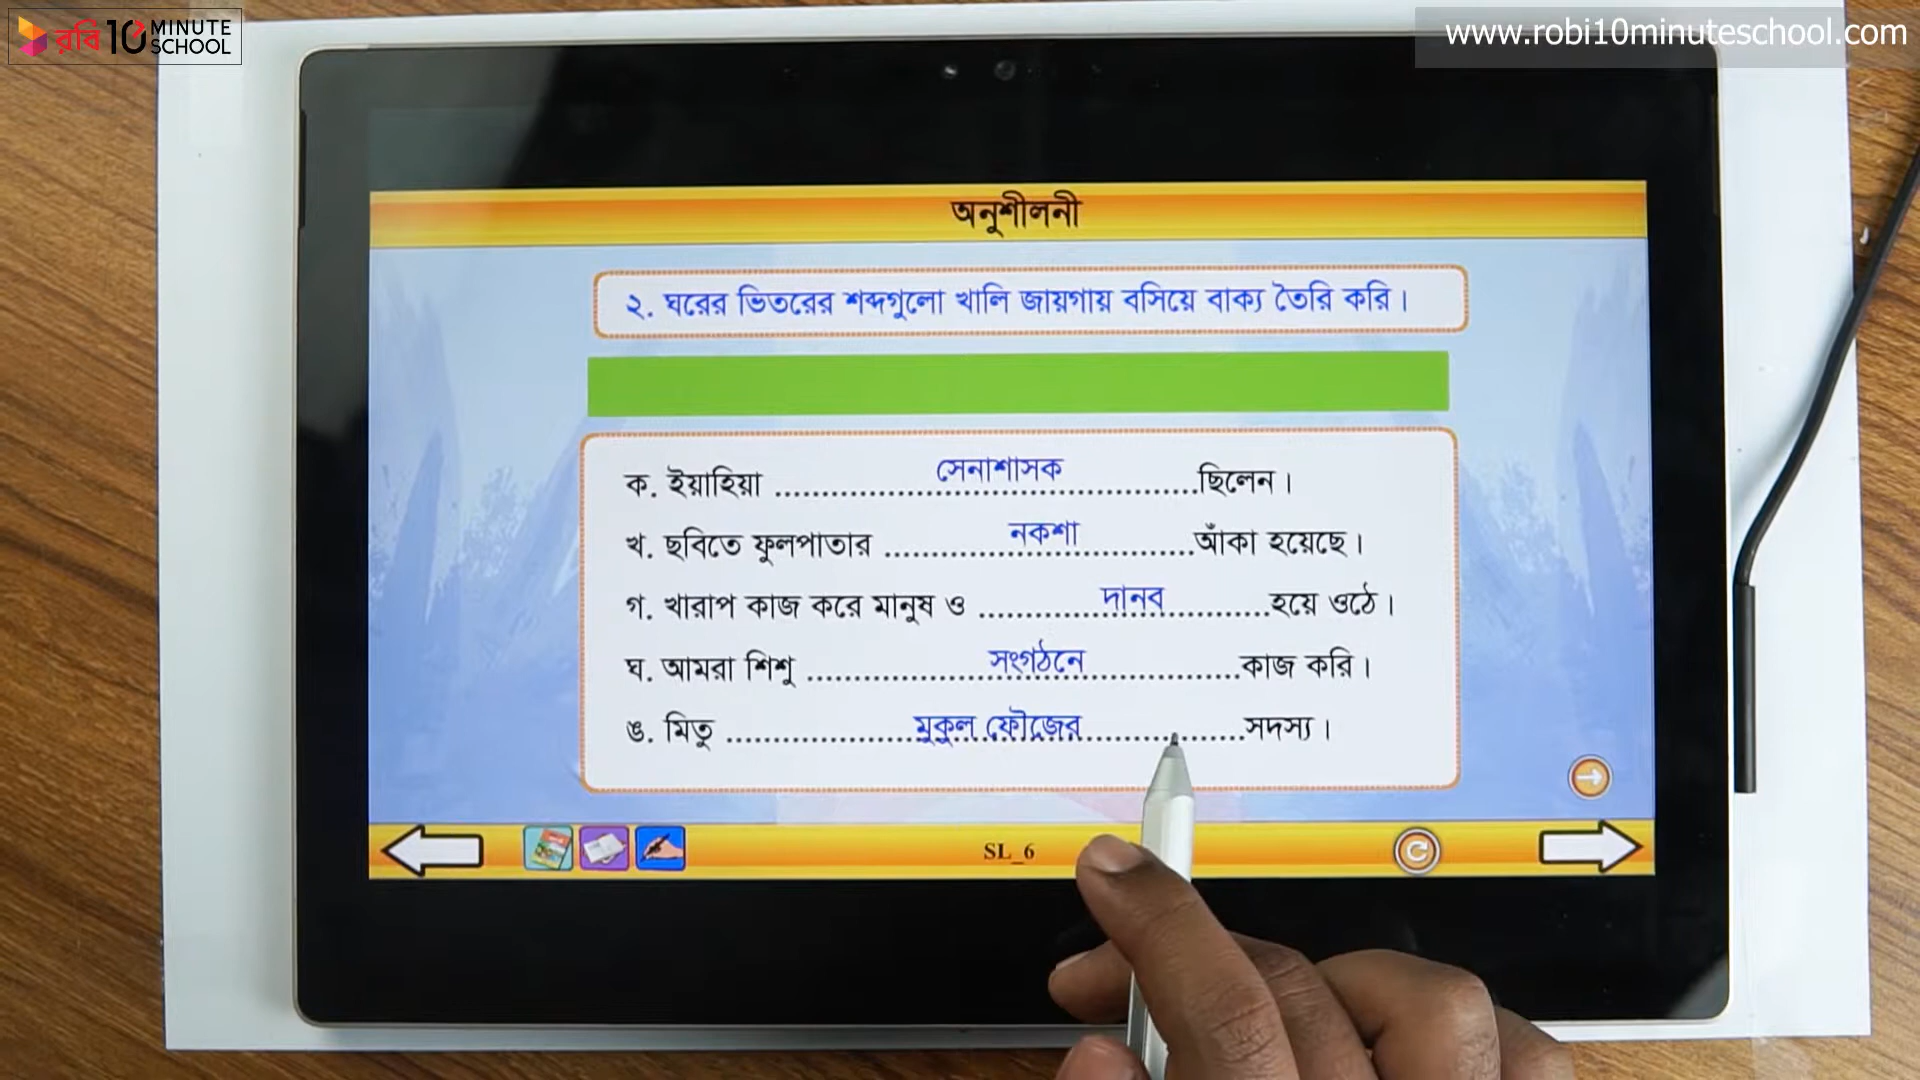 রবি 10 MINUTE SCHOOL
www.robi10minuteschool.com
অনুশীলনী
২. ঘরের ভিতরের শব্দগুলো খালি জায়গায় বসিয়ে বাক্য তৈরি করি।
ক. ইয়াহিয়া ........সেনাশাসক........ছিলেন।
খ. ছবিতে ফুলপাতার ........নকশা........আঁকা হয়েছে।
গ. খারাপ কাজ করে মানুষ ও ........দানব........হয়ে ওঠে।
ঘ. আমরা শিশু ........সংগঠনে........কাজ করি।
ঙ. মিতু ........মুকুল ফৌজের........সদস্য।
SL_6